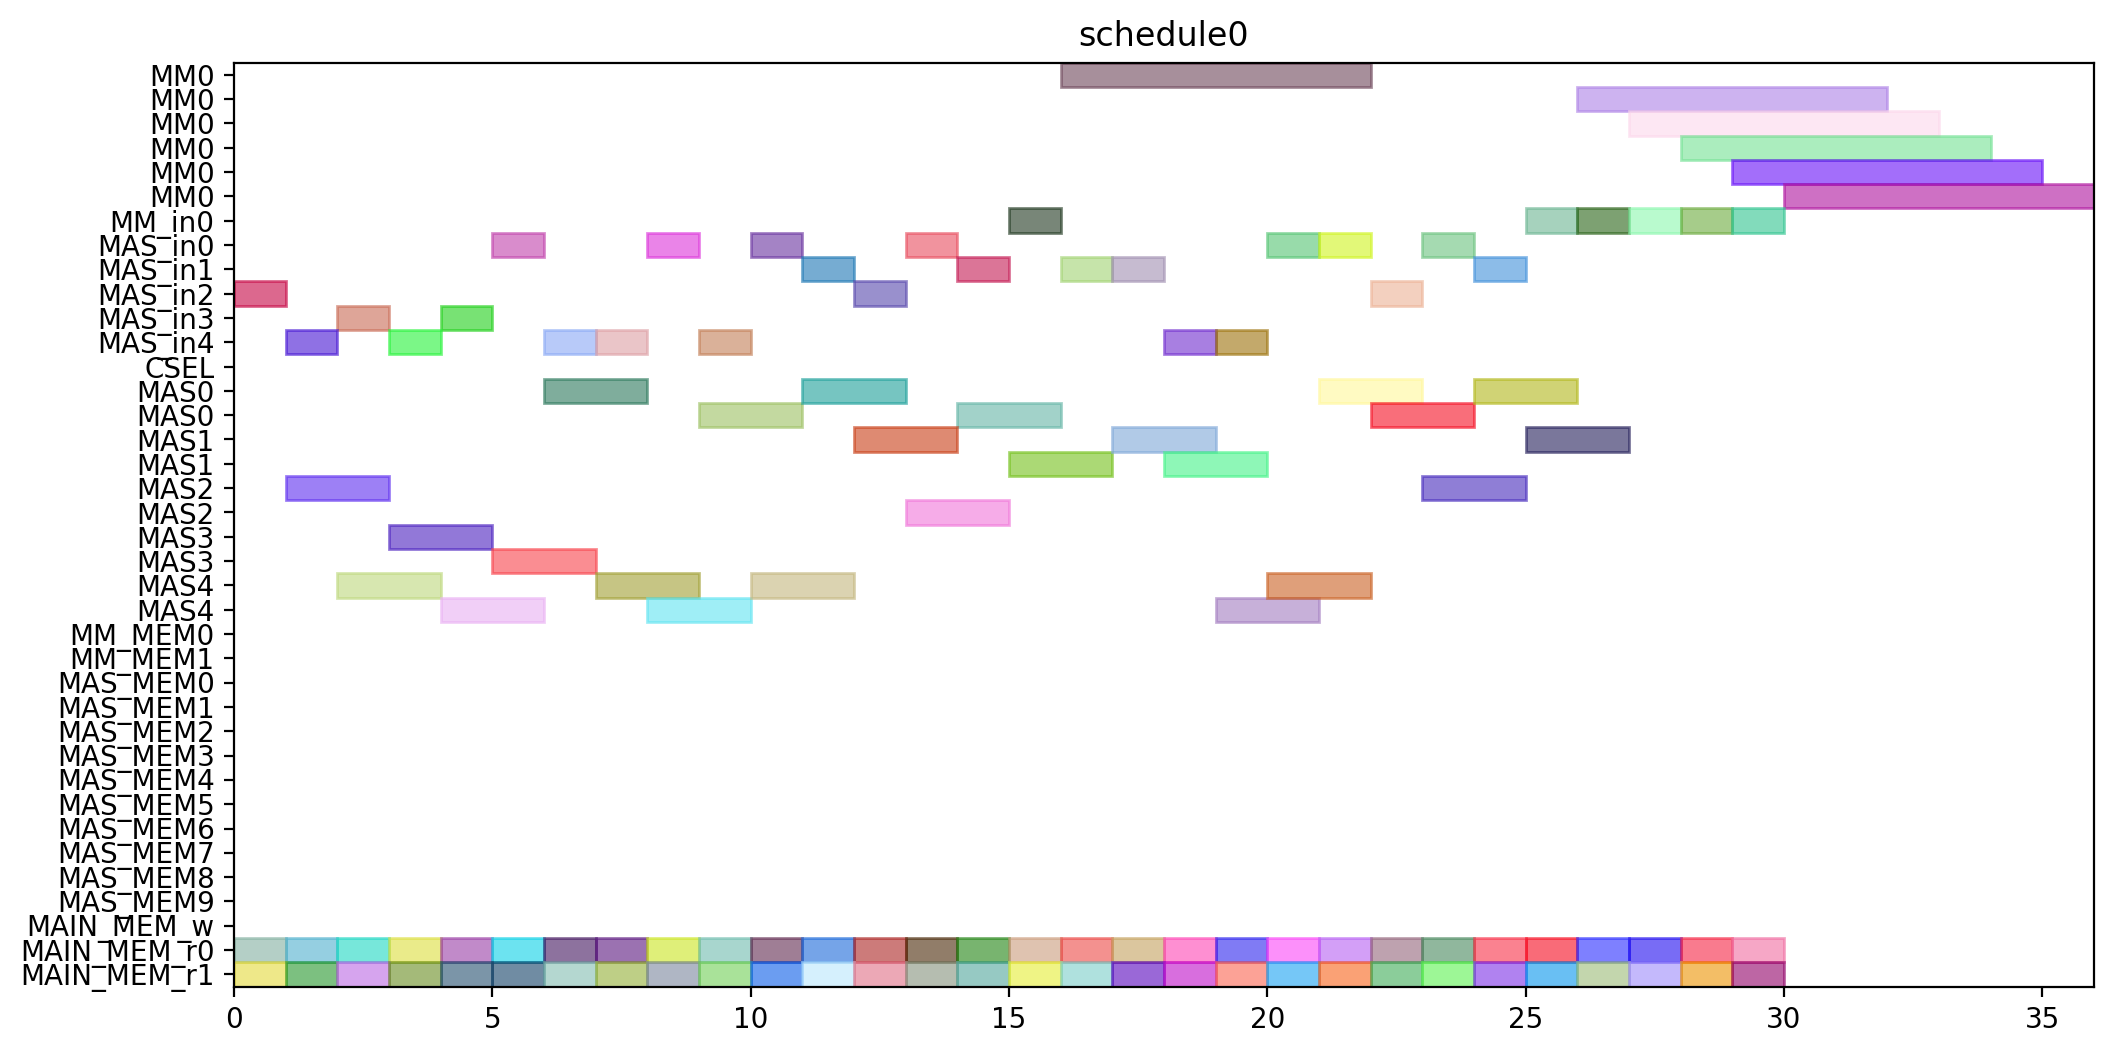 schedule0
MM0
MM0
MM0
MM0
MM0
MM0
MM_in0
MAS_in0
MAS_in1
MAS_in2
MAS_in3
MAS_in4
CSEL
MAS0
MAS0
MAS1
MAS1
MAS2
MAS2
MAS3
MAS3
MAS4
MAS4
MM_MEM0
MM_MEM1
MAS_MEM0
MAS_MEM1
MAS_MEM2
MAS_MEM3
MAS_MEM4
MAS_MEM5
MAS_MEM6
MAS_MEM7
MAS_MEM8
MAS_MEM9
MAIN_MEM_w
MAIN_MEM_r0
MAIN_MEM_r1
0 5 10 15 20 25 30 35